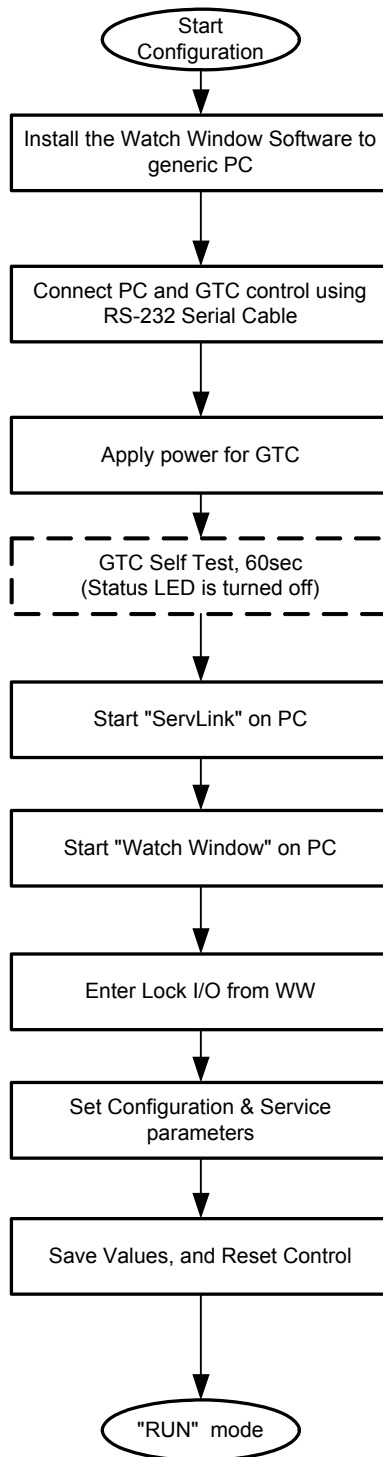 Start
Configuration
Install the Watch Window Software to
generic PC
Connect PC and GTC control using
RS-232 Serial Cable
Apply power for GTC
GTC Self Test, 60sec
(Status LED is turned off)
Start "ServLink" on PC
Start "Watch Window" on PC
Enter Lock I/O from WW
Set Configuration & Service
parameters
Save Values, and Reset Control
"RUN" mode